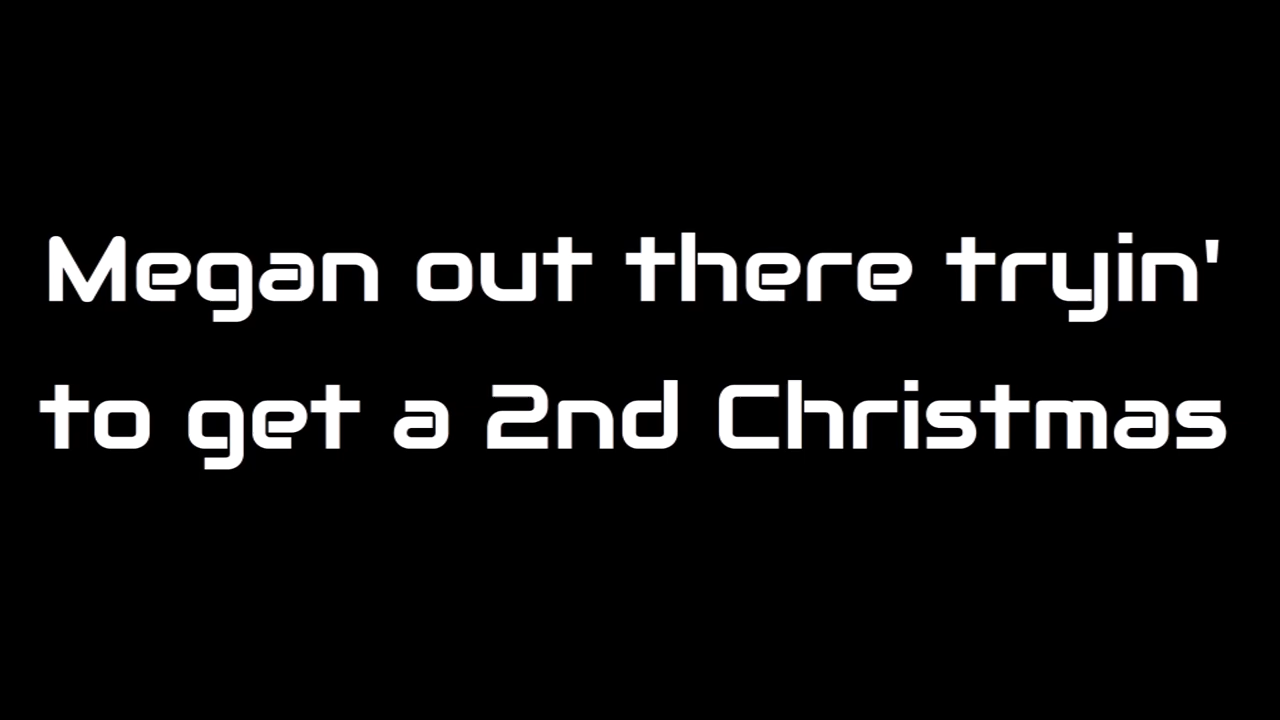 Megan out there tryin'
to get a 2nd Christmas